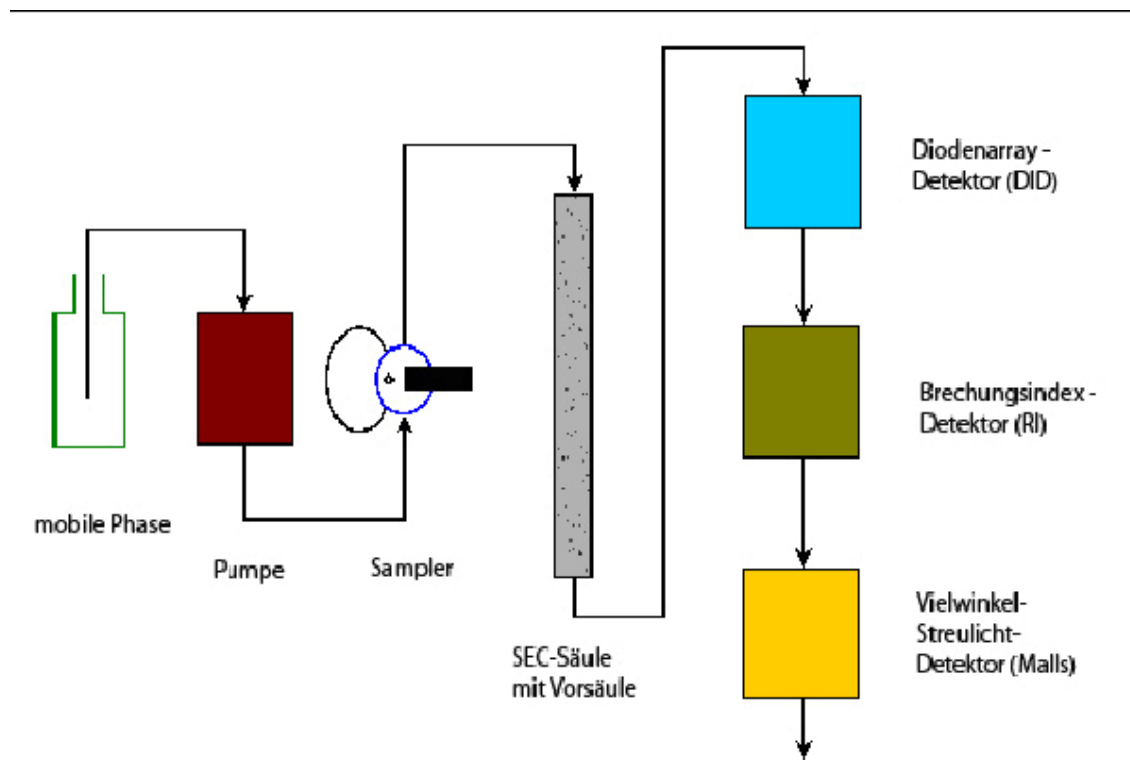 mobile Phase
Pumpe
Sampler
SEC-Säule
mit Vorsäule
Diodenarray -
Detektor (DID)
Brechungsindex -
Detektor (RI)
Vielwinkel-
Streulicht-
Detektor (Malls)